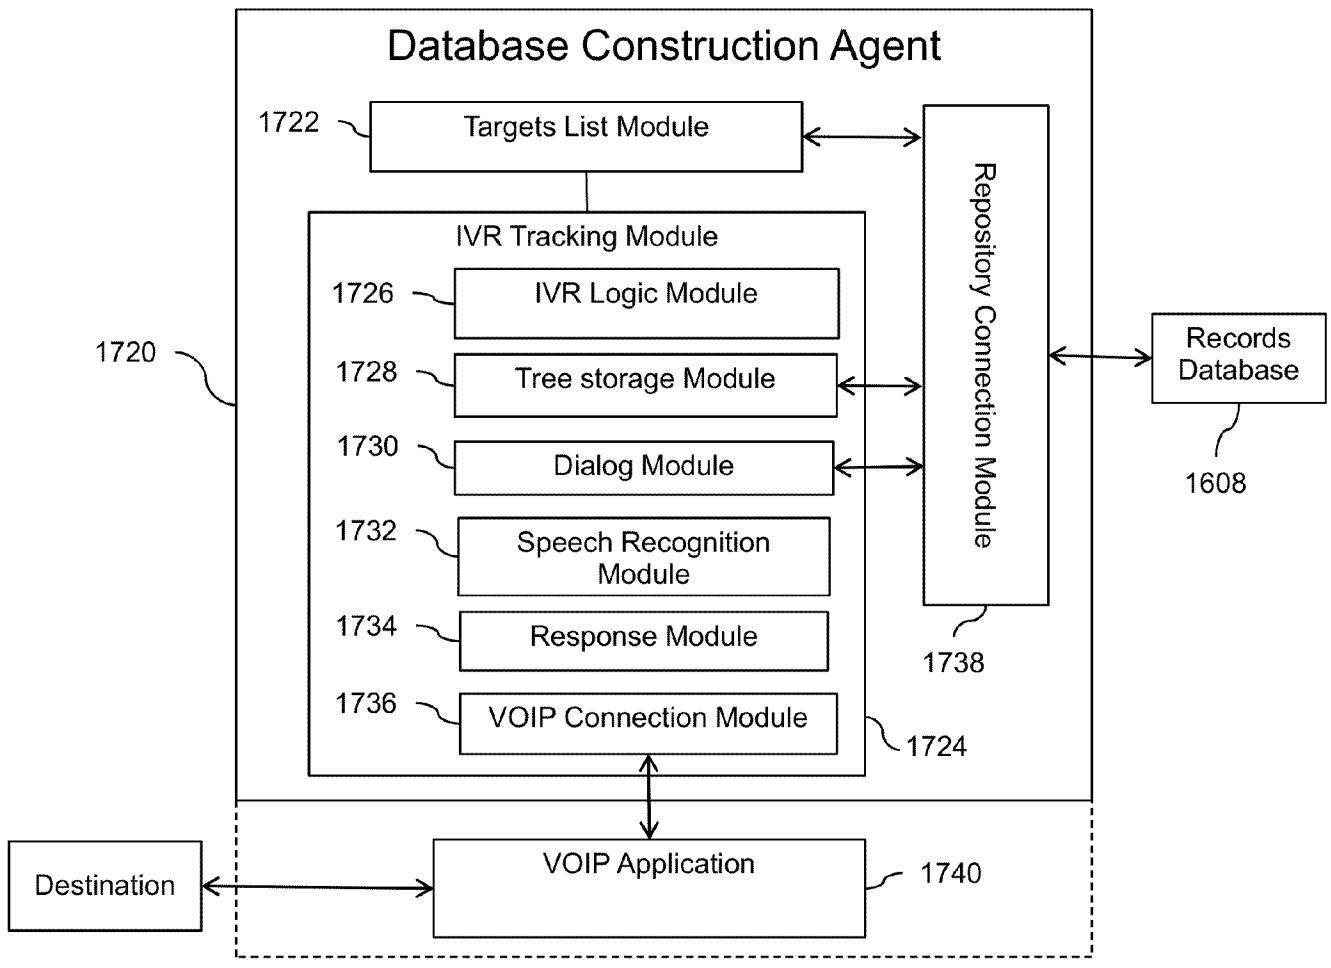 Database Construction Agent
1722
Targets List Module
Repository Connection Module
IVR Tracking Module
1726
IVR Logic Module
1720
1728
Tree storage Module
Records
Database
1730
Dialog Module
1608
1732
Speech Recognition
Module
1734
Response Module
1738
1736
VOIP Connection Module
1724
VOIP Application
1740
Destination